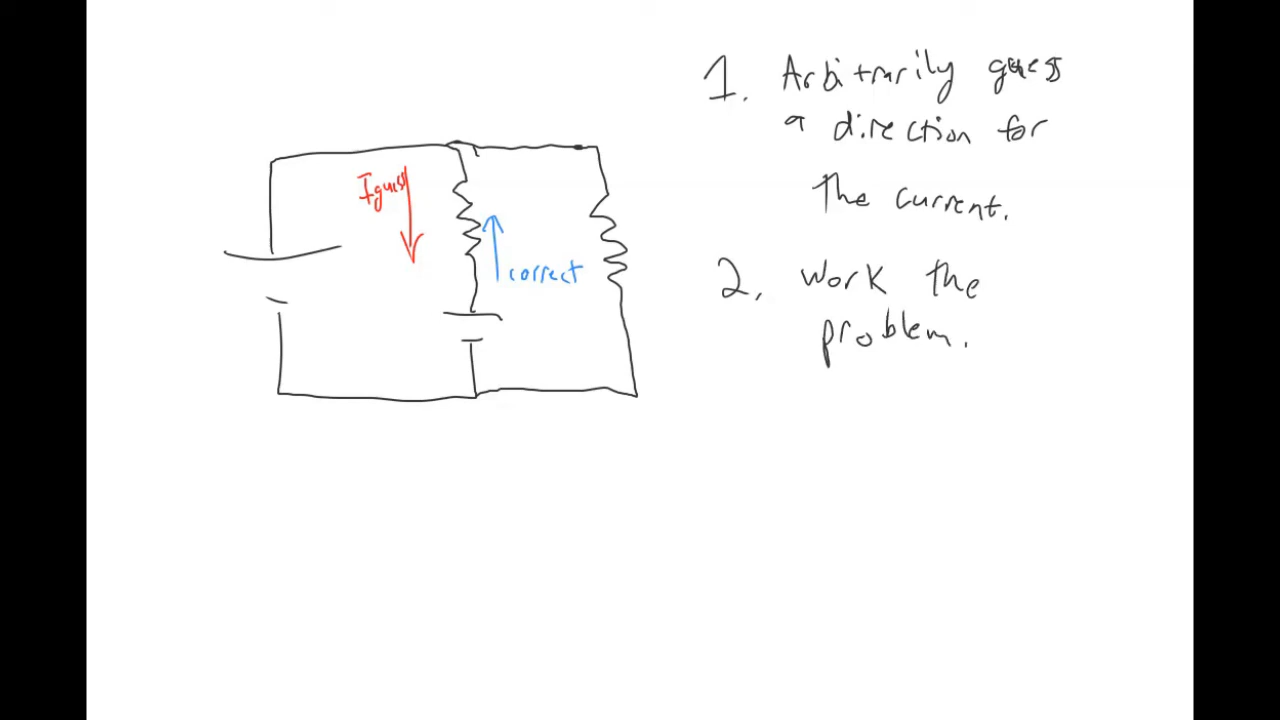 1. Arbitrarily guess
a direction for
the current.
2. Work the
problem.
I guess
correct